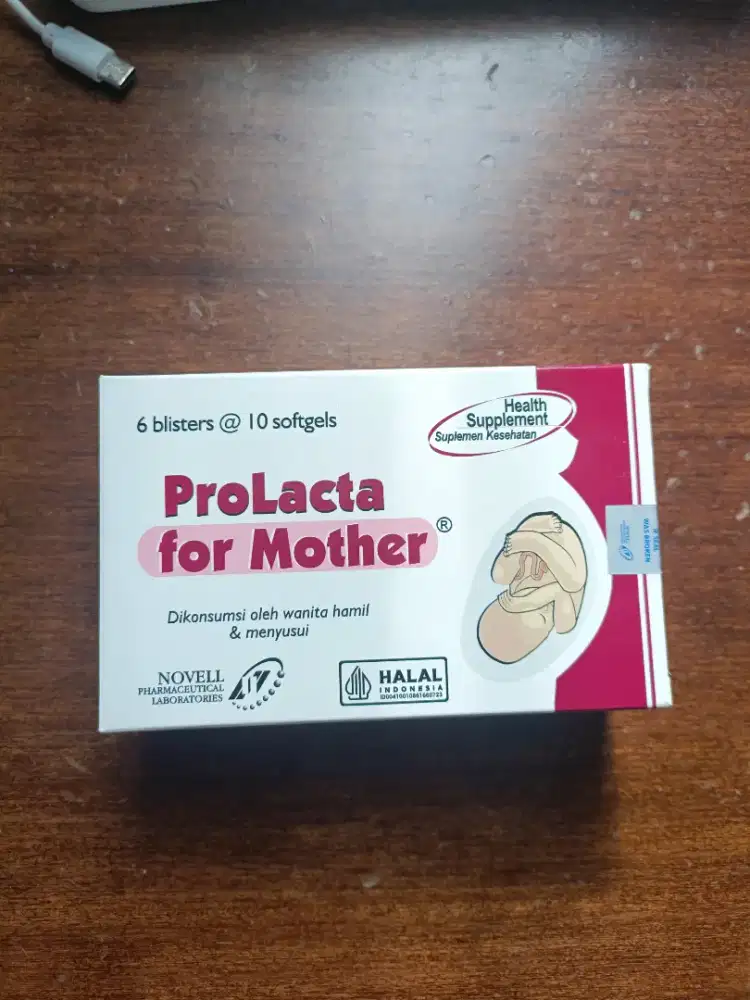 6 blisters @ 10 softgels
Health
Supplement
Suplemen Kesehatan
ProLacta
for Mother®
Dikonsumsi oleh wanita hamil
& menyusui
NOVELL
PHARMACEUTICAL
LABORATORIES
HALAL
INDONESIA